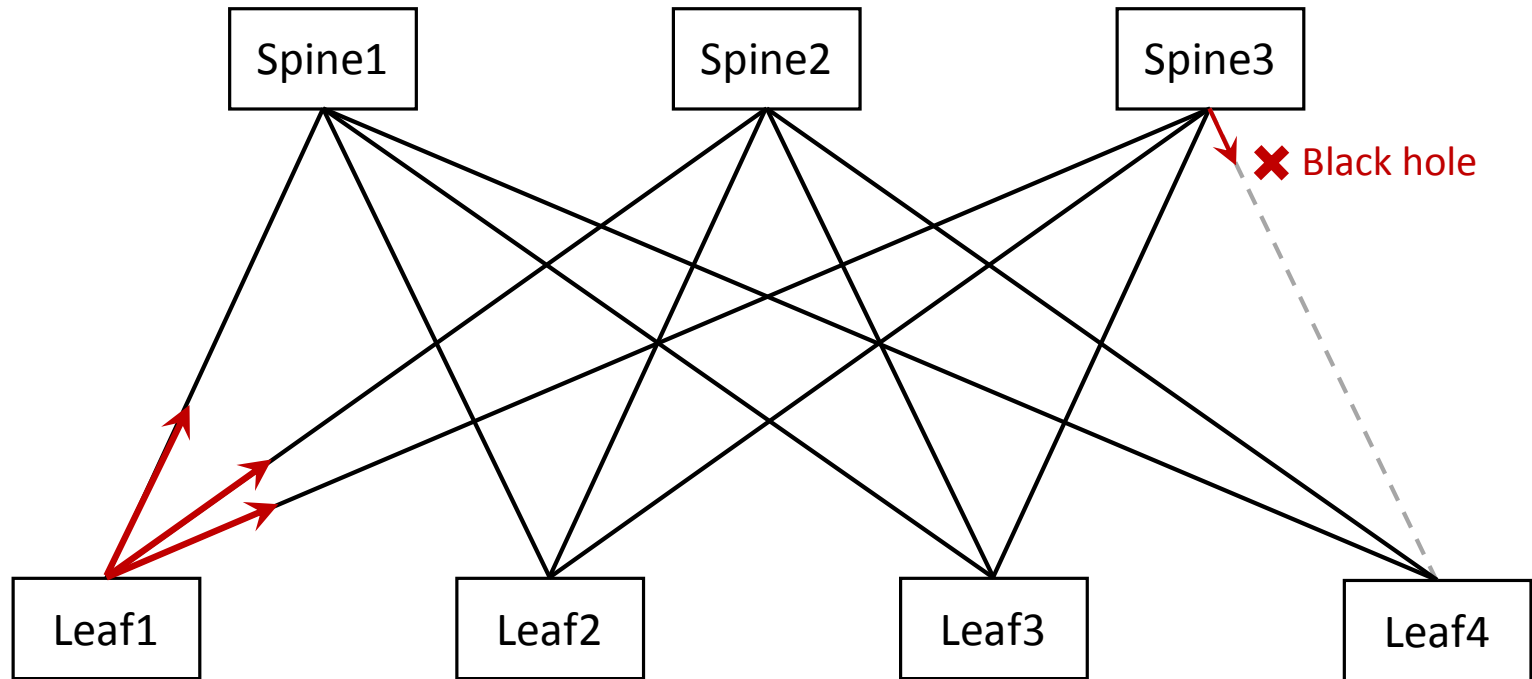 Spine1
Spine2
Spine3
Black hole
Leaf1
Leaf2
Leaf3
Leaf4